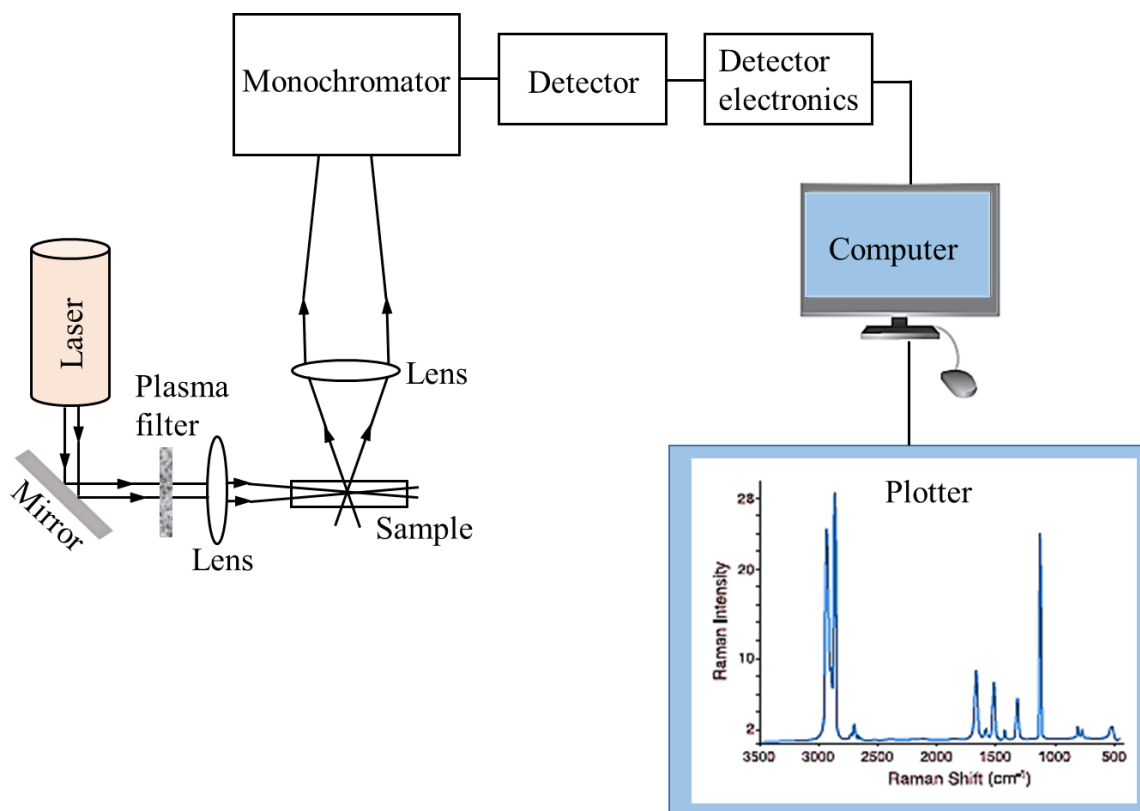 Monochromator
Detector
Detector
electronics
Computer
Laser
Plasma
filter
Lens
Mirror
Lens
Sample
Plotter
Raman Intensity
28
20
10
2
3500 3000 2500 2000 1500 1000 500
Raman Shift (cm⁻¹)